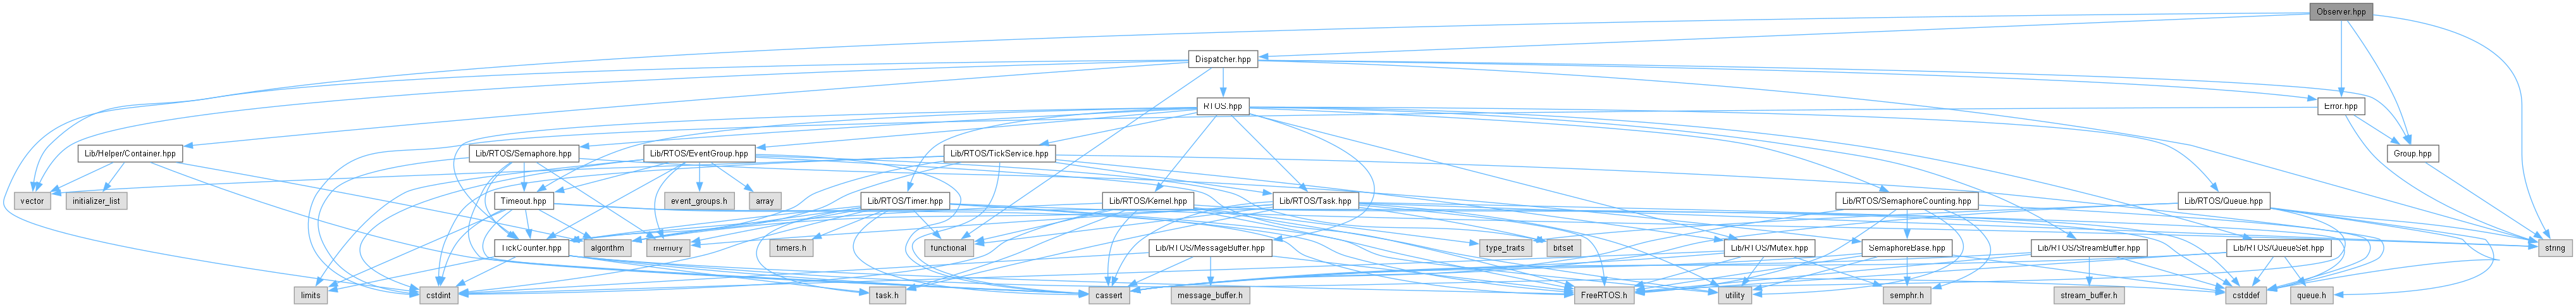 Observer.hpp
Dispatcher.hpp
RTOS.hpp
Error.hpp
Lib/Helper/Container.hpp
Lib/RTOS/Semaphore.hpp
Lib/RTOS/EventGroup.hpp
Lib/RTOS/TickService.hpp
Group.hpp
vector
initializer_list
Timeout.hpp
event_groups.h
array
Lib/RTOS/Timer.hpp
Lib/RTOS/Kernel.hpp
Lib/RTOS/Task.hpp
Lib/RTOS/SemaphoreCounting.hpp
Lib/RTOS/Queue.hpp
TickCounter.hpp
algorithm
memory
timers.h
functional
Lib/RTOS/MessageBuffer.hpp
type_traits
bitset
Lib/RTOS/Mutex.hpp
SemaphoreBase.hpp
Lib/RTOS/StreamBuffer.hpp
Lib/RTOS/QueueSet.hpp
string
limits
cstdint
task.h
cassert
message_buffer.h
FreeRTOS.h
utility
semphr.h
stream_buffer.h
cstddef
queue.h